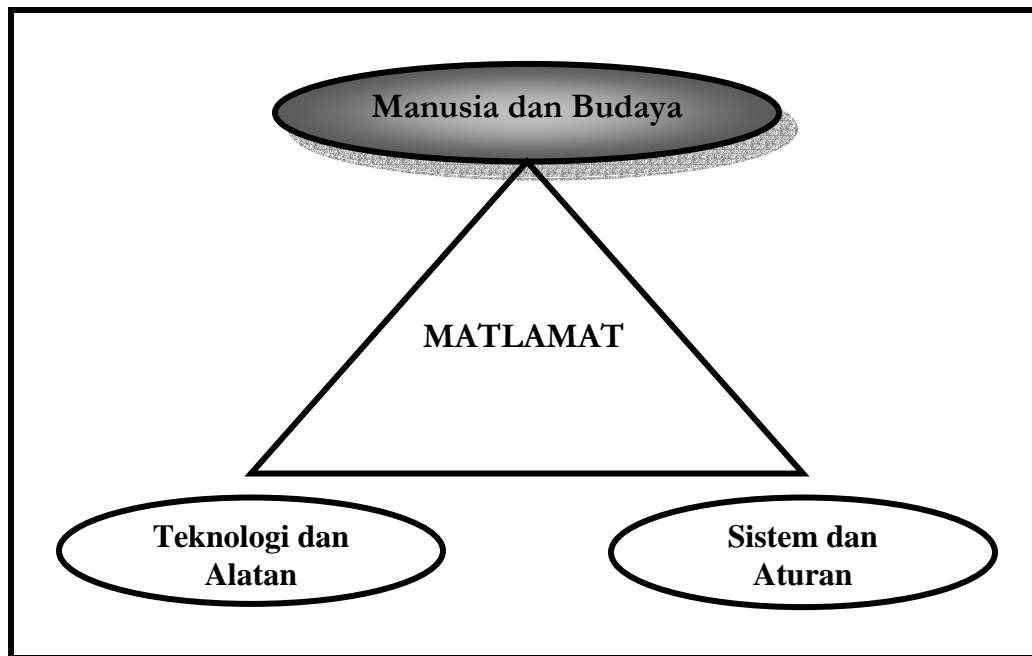 Manusia dan Budaya
MATLAMAT
Teknologi dan
Alatan
Sistem dan
Aturan